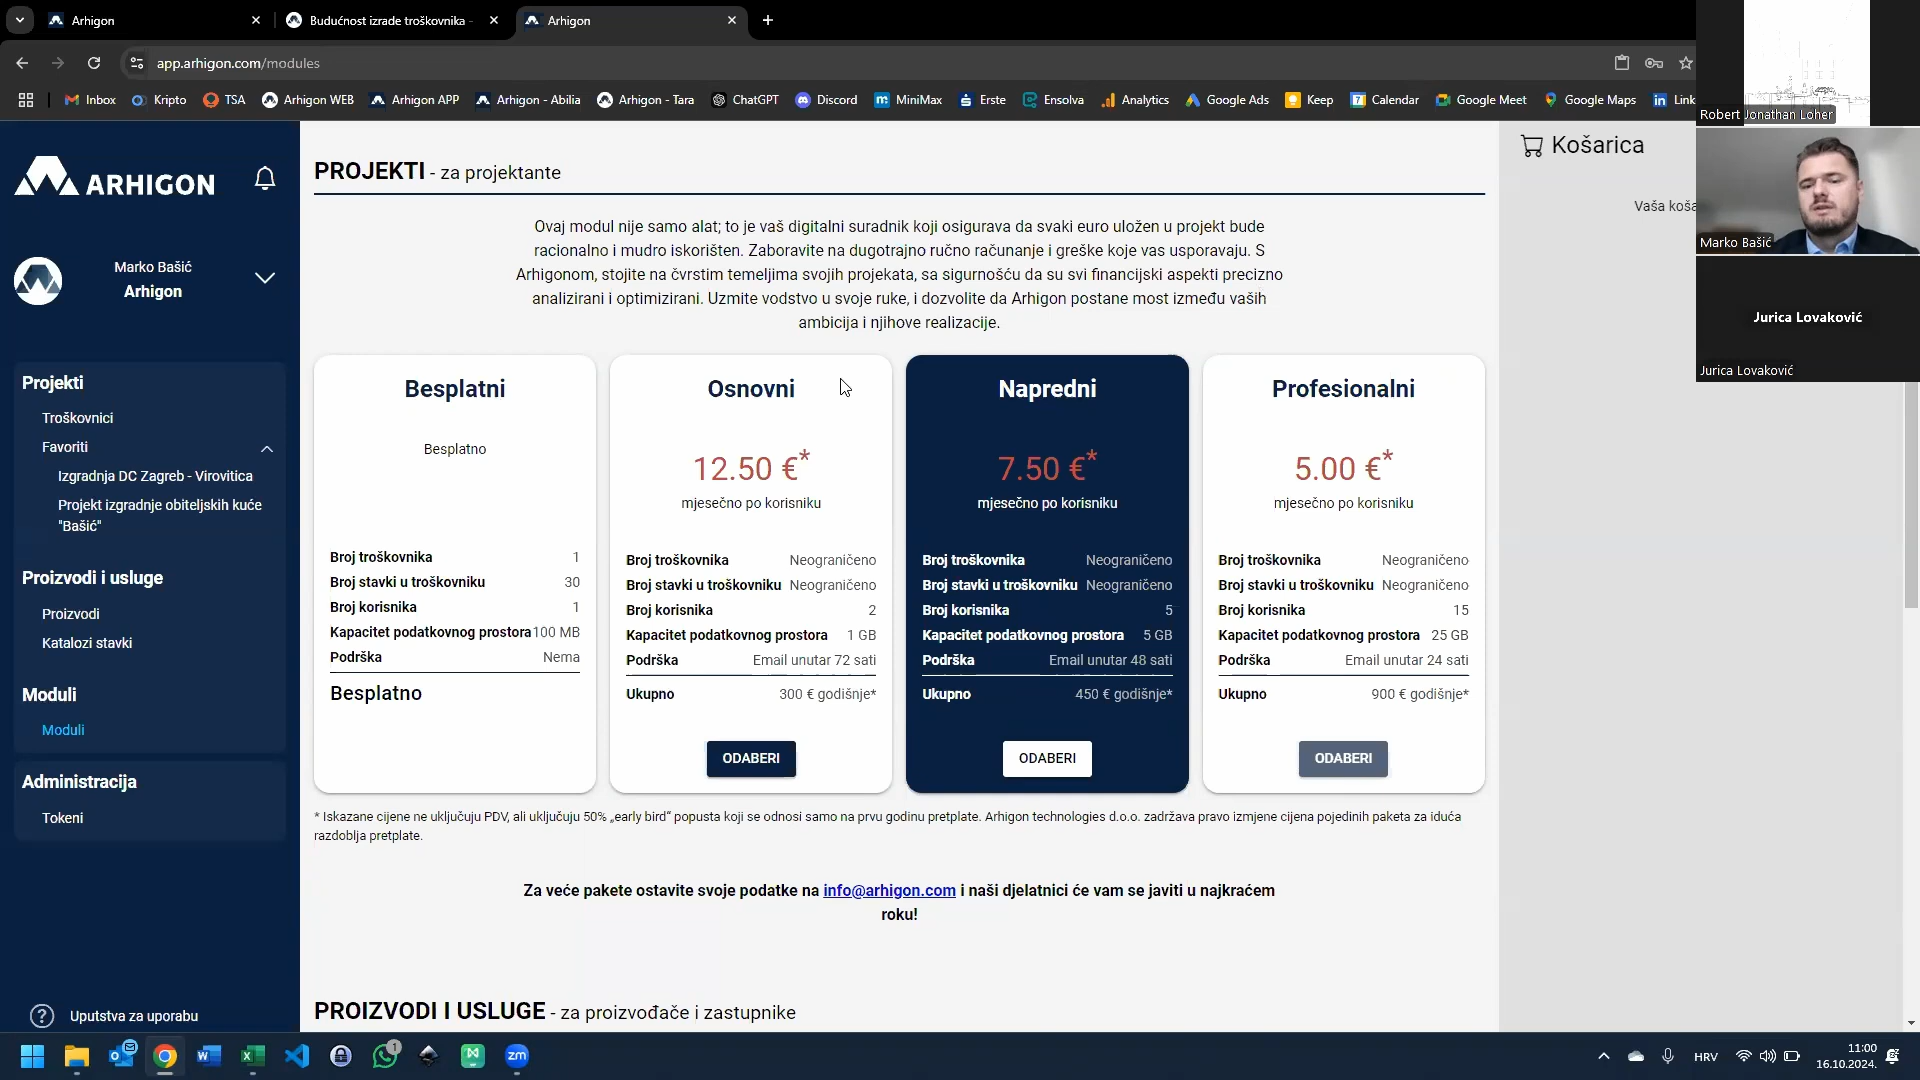 Arhigon
Budućnost izrade troškovnika -
Arhigon
app.arhigon.com/modules
Inbox
Kripto
TSA
Arhigon WEB
Arhigon APP
Arhigon - Abilia
Arhigon - Tara
ChatGPT
Discord
MiniMax
Erste
Ensolva
Analytics
Google Ads
Keep
Calendar
Google Meet
Google Maps
Link
Robert Jonathan Loher
Marko Bašić
Jurica Lovaković
Jurica Lovaković
ARHIGON
Marko Bašić
Arhigon
Projekti
Troškovnici
Favoriti
Izgradnja DC Zagreb - Virovitica
Projekt izgradnje obiteljskih kuće
"Bašić"
Proizvodi i usluge
Proizvodi
Katalozi stavki
Moduli
Moduli
Administracija
Tokeni
Uputstva za uporabu
PROJEKTI - za projektante
Ovaj modul nije samo alat; to je vaš digitalni suradnik koji osigurava da svaki euro uložen u projekt bude
racionalno i mudro iskorišten. Zaboravite na dugotrajno ručno računanje i greške koje vas usporavaju. S
Arhigonom, stojite na čvrstim temeljima svojih projekata, sa sigurnošću da su svi financijski aspekti precizno
analizirani i optimizirani. Uzmite vodstvo u svoje ruke, i dozvolite da Arhigon postane most između vaših
ambicija i njihove realizacije.
Besplatni
Besplatno
Broj troškovnika 1
Broj stavki u troškovniku 30
Broj korisnika 1
Kapacitet podatkovnog prostora 100 MB
Podrška Nema
Besplatno
Osnovni
12.50 €*
mjesečno po korisniku
Broj troškovnika Neograničeno
Broj stavki u troškovniku Neograničeno
Broj korisnika 2
Kapacitet podatkovnog prostora 1 GB
Podrška Email unutar 72 sati
Ukupno 300 € godišnje*
ODABERI
Napredni
7.50 €*
mjesečno po korisniku
Broj troškovnika Neograničeno
Broj stavki u troškovniku Neograničeno
Broj korisnika 5
Kapacitet podatkovnog prostora 5 GB
Podrška Email unutar 48 sati
Ukupno 450 € godišnje*
ODABERI
Profesionalni
5.00 €*
mjesečno po korisniku
Broj troškovnika Neograničeno
Broj stavki u troškovniku Neograničeno
Broj korisnika 15
Kapacitet podatkovnog prostora 25 GB
Podrška Email unutar 24 sati
Ukupno 900 € godišnje*
ODABERI
* Iskazane cijene ne uključuju PDV, ali uključuju 50% „early bird“ popusta koji se odnosi samo na prvu godinu pretplate. Arhigon technologies d.o.o. zadržava pravo izmjene cijena pojedinih paketa za iduća
razdoblja pretplate.
Za veće pakete ostavite svoje podatke na info@arhigon.com i naši djelatnici će vam se javiti u najkraćem
roku!
PROIZVODI I USLUGE - za proizvođače i zastupnike
Košarica
Vaša koša
zm
1
HRV
11:00
16.10.2024.